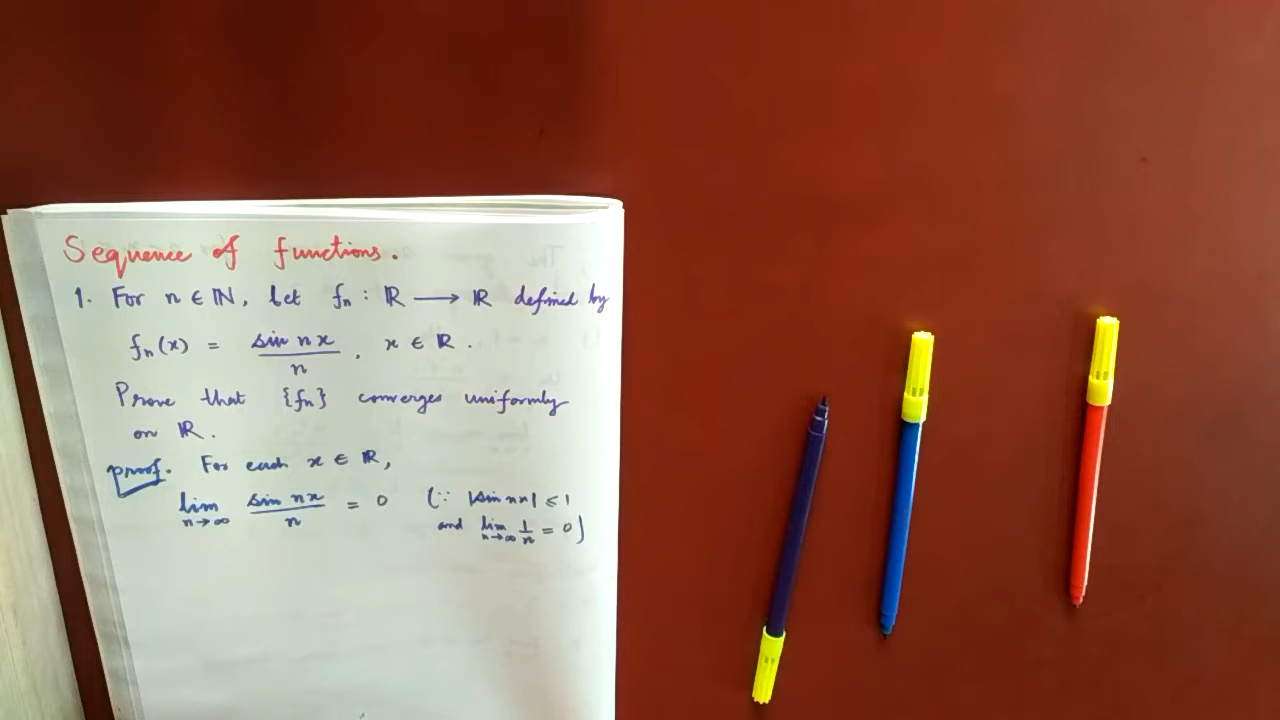 Sequence of functions.
1. For n ∈ ℕ, let fₙ : ℝ ⟶ ℝ defined by
fₙ(x) = sin nx / n , x ∈ ℝ.
Prove that {fₙ} converges uniformly
on ℝ.
proof. For each x ∈ ℝ,
lim n→∞ sin nx / n = 0 (∵ |sin nx| ≤ 1
and lim n→∞ 1/n = 0)